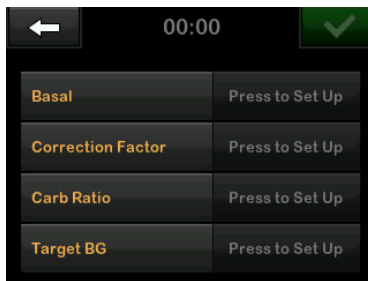 00:00
Basal Press to Set Up
Correction Factor Press to Set Up
Carb Ratio Press to Set Up
Target BG Press to Set Up